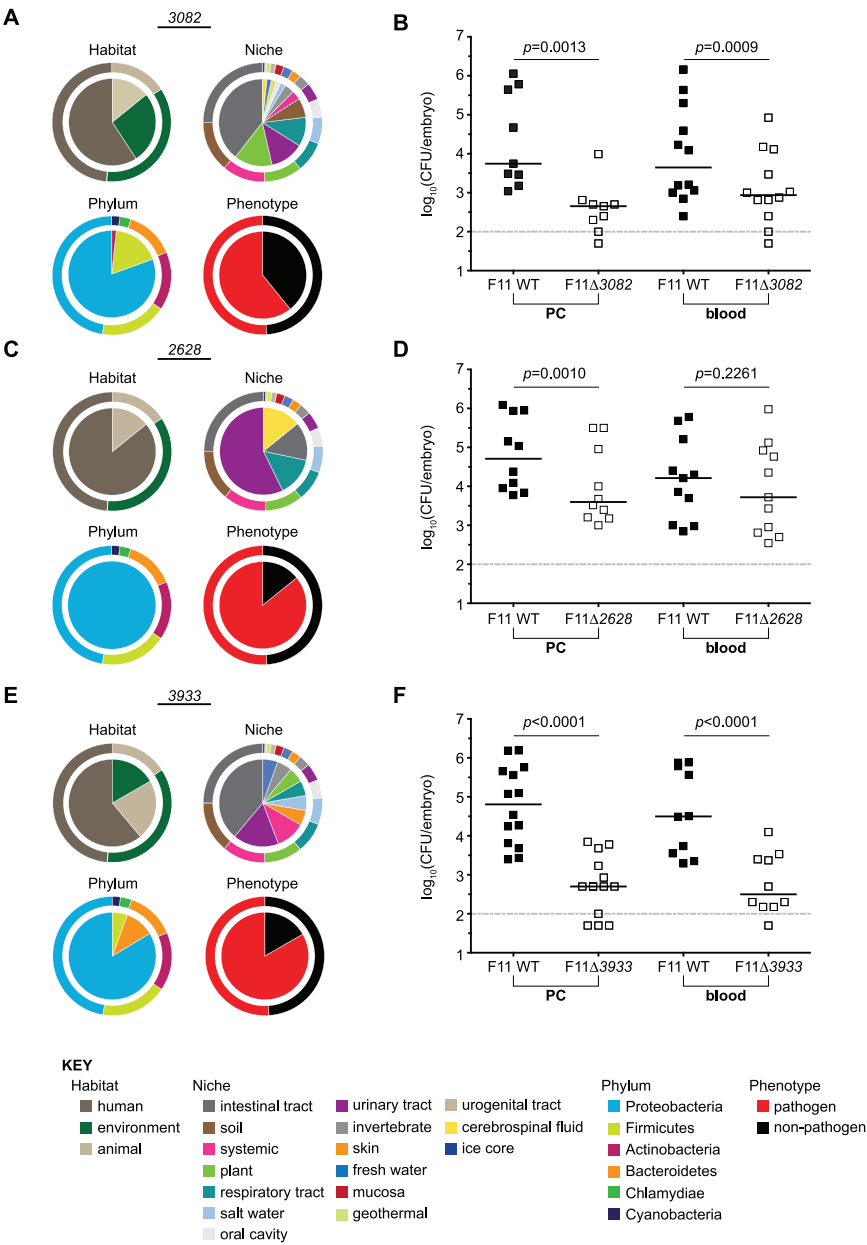 A
3082
Habitat
Niche
Phylum
Phenotype
B
7
6
5
4
3
2
1
log10(CFU/embryo)
p=0.0013
p=0.0009
F11 WT
F11Δ3082
F11 WT
F11Δ3082
PC
blood
C
2628
Habitat
Niche
Phylum
Phenotype
D
7
6
5
4
3
2
1
log10(CFU/embryo)
p=0.0010
p=0.2261
F11 WT
F11Δ2628
F11 WT
F11Δ2628
PC
blood
E
3933
Habitat
Niche
Phylum
Phenotype
F
7
6
5
4
3
2
1
log10(CFU/embryo)
p<0.0001
p<0.0001
F11 WT
F11Δ3933
F11 WT
F11Δ3933
PC
blood
KEY
Habitat
human
environment
animal
Niche
intestinal tract
soil
systemic
plant
respiratory tract
salt water
oral cavity
urinary tract
invertebrate
skin
fresh water
mucosa
geothermal
urogenital tract
cerebrospinal fluid
ice core
Phylum
Proteobacteria
Firmicutes
Actinobacteria
Bacteroidetes
Chlamydiae
Cyanobacteria
Phenotype
pathogen
non-pathogen